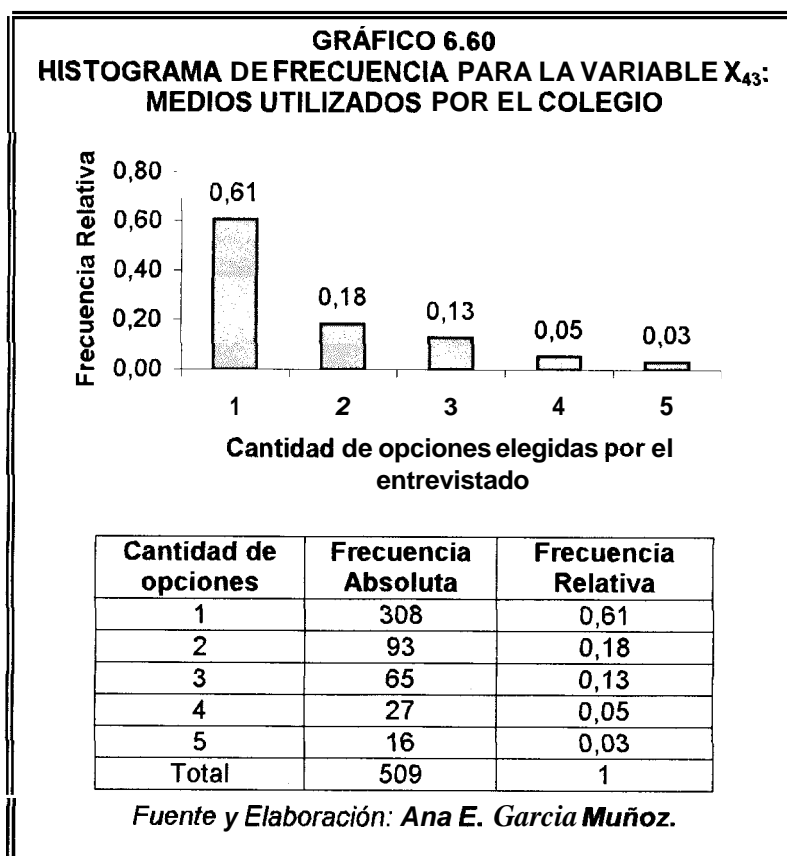 GRÁFICO 6.60
HISTOGRAMA DE FRECUENCIA PARA LA VARIABLE X₄₃:
MEDIOS UTILIZADOS POR EL COLEGIO
Frecuencia Relativa
0,80
0,60
0,40
0,20
0,00
0,61
0,18
0,13
0,05
0,03
1 2 3 4 5
Cantidad de opciones elegidas por el
entrevistado
Cantidad de opciones Frecuencia Absoluta Frecuencia Relativa
1 308 0,61
2 93 0,18
3 65 0,13
4 27 0,05
5 16 0,03
Total 509 1
Fuente y Elaboración: Ana E. Garcia Muñoz.